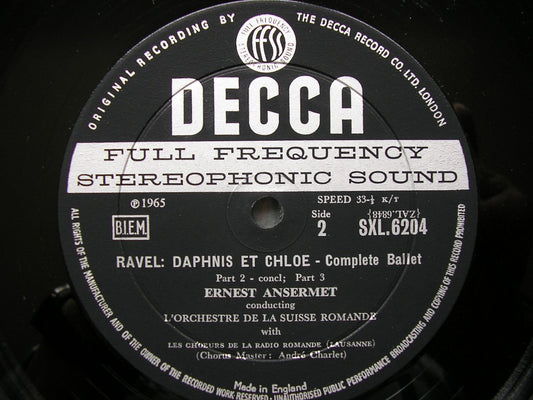 ORIGINAL RECORDING BY THE DECCA RECORD CO. LTD. LONDON
FULL FREQUENCY STEREOPHONIC SOUND
FFSS
DECCA
FULL FREQUENCY
STEREOPHONIC SOUND
℗1965
SPEED 33-⅓ K/T
B.I.E.M.
Side
2
{ZAL.6848}
SXL.6204
RAVEL: DAPHNIS ET CHLOE - Complete Ballet
Part 2 - concl; Part 3
ERNEST ANSERMET
conducting
L'ORCHESTRE DE LA SUISSE ROMANDE
with
LES CHOEURS DE LA RADIO ROMANDE (LAUSANNE)
(Chorus Master: André Charlet)
Made in England
ALL RIGHTS OF THE MANUFACTURER AND OF THE OWNER OF THE RECORDED WORK RESERVED - UNAUTHORISED PUBLIC PERFORMANCE BROADCASTING AND COPYING OF THIS RECORD PROHIBITED